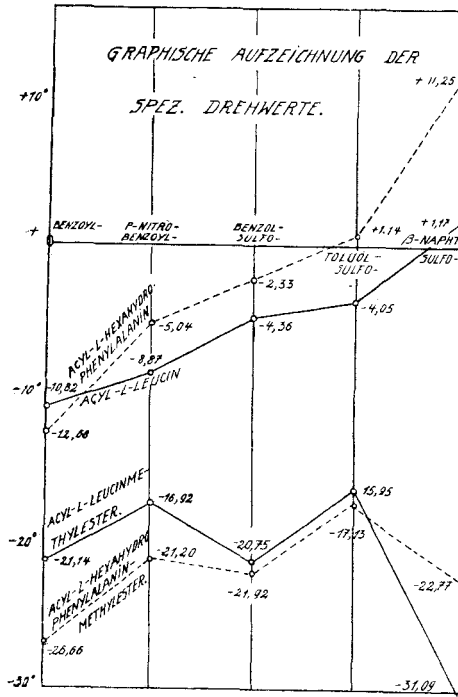 GRAPHISCHE AUFZEICHNUNG DER
SPEZ. DREHWERTE.
+10°
+ 11,25
+
0
BENZOYL-
P-NITRO-
BENZOYL-
BENZOL-
SULFO-
+1.14
TOLUOL-
SULFO-
+1,17
β-NAPHT
SULFO-
ACYL-L-HEXAHYDRO-
PHENYLALANIN
-5,04
-2,33
-4,36
-4,05
-8,87
-10,82
-10°
ACYL-L-LEUCIN
-12,68
ACYL-L-LEUCINME-
THYLESTER.
-16,92
15,95
-17,13
-20°
-21,14
-21,20
-20,75
-21,92
-22,77
ACYL-L-HEXAHYDRO
PHENYLALANIN-
METHYLESTER.
-26,66
-30°
-31,09